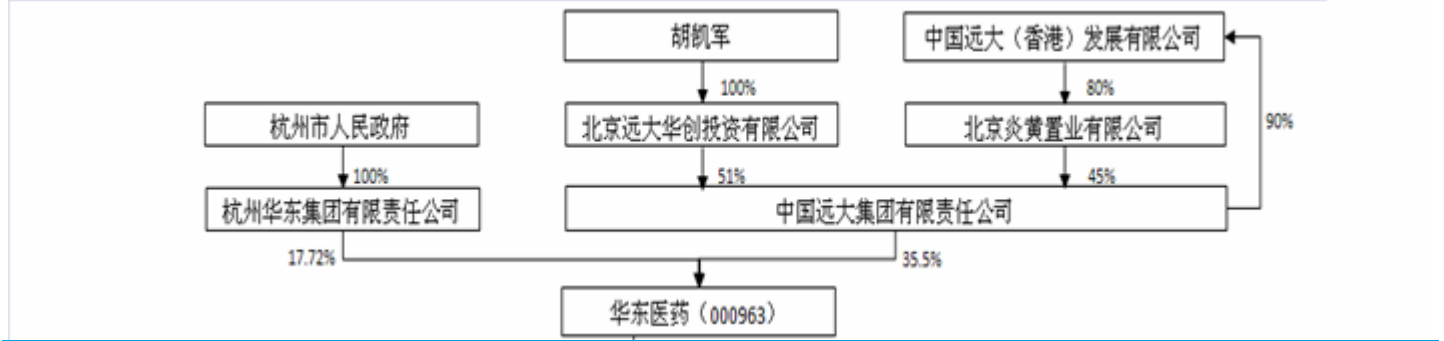 胡凯军
中国远大（香港）发展有限公司
100%
80%
杭州市人民政府
北京远大华创投资有限公司
北京炎黄置业有限公司
90%
100%
51%
45%
杭州华东集团有限责任公司
中国远大集团有限责任公司
17.72%
35.5%
华东医药（000963）